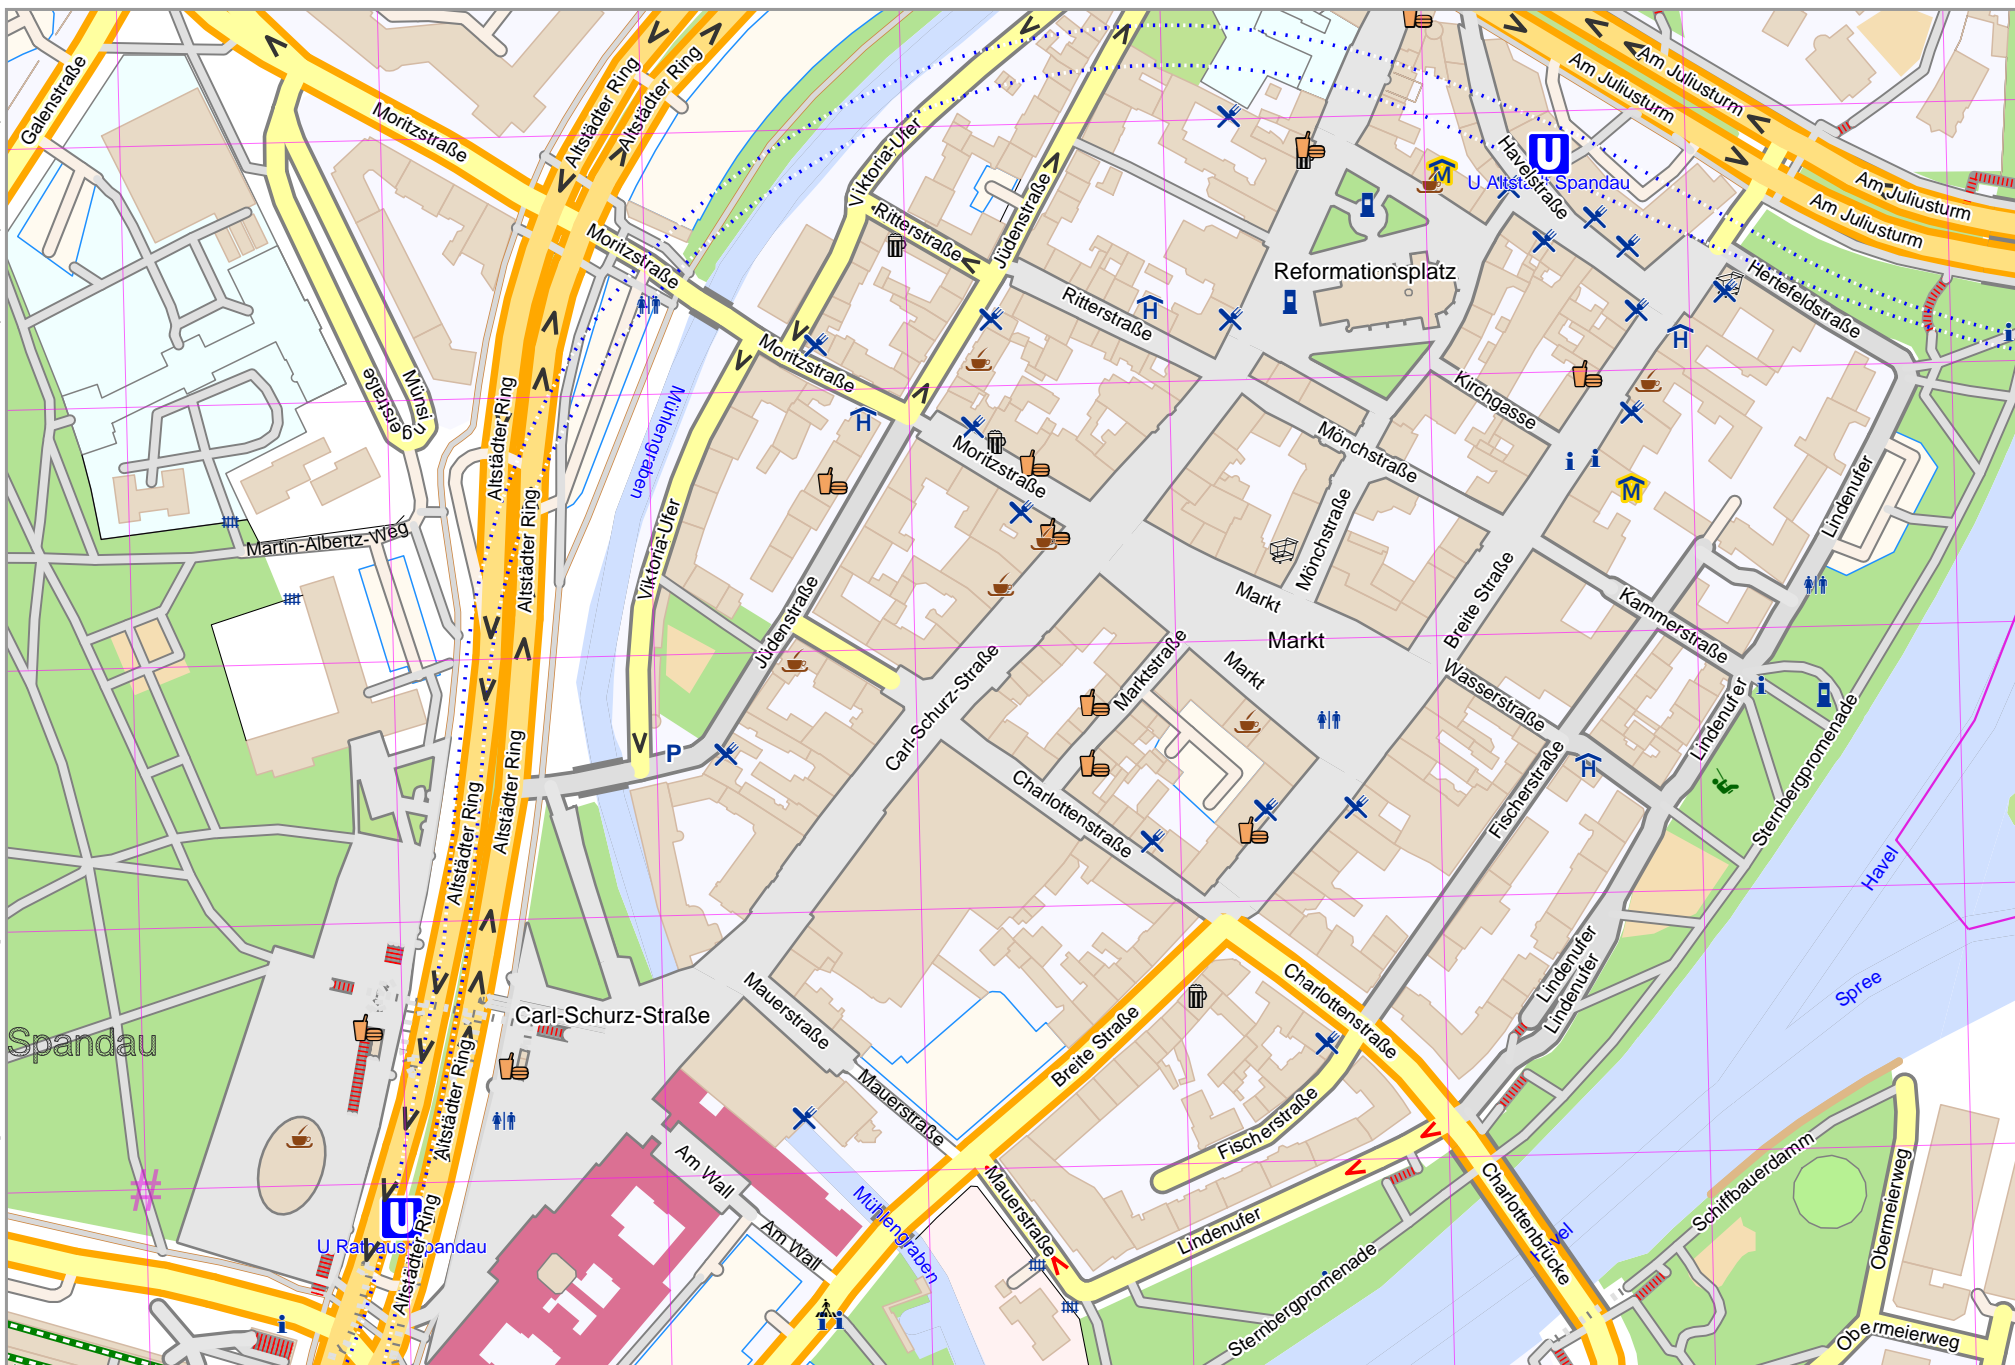 Galenstraße
Moritzstraße
Altstädter Ring
Altstädter Ring
Am Juliusturm
Am Juliusturm
Am Juliusturm
Am Juliusturm
Viktoria-Ufer
Ritterstraße
Jüdenstraße
Havelstraße
U
U Altstadt Spandau
M
Moritzstraße
Reformationsplatz
Hertefeldstraße
Ritterstraße
H
H
Moritzstraße
H
Münsingerstraße
Altstädter Ring
Mühlengraben
Kirchgasse
Mönchstraße
Moritzstraße
M
Lindenufer
Martin-Albertz-Weg
Altstädter Ring
Viktoria-Ufer
Mönchstraße
Markt
Markt
Breite Straße
Kammerstraße
Jüdenstraße
Carl-Schurz-Straße
Marktstraße
Markt
Wasserstraße
Lindenufer
P
H
Altstädter Ring
Altstädter Ring
Charlottenstraße
Fischerstraße
Sternbergpromenade
Havel
Spree
Lindenufer
Lindenufer
Mauerstraße
Carl-Schurz-Straße
Charlottenstraße
Breite Straße
Spandau
Altstädter Ring
Mauerstraße
Fischerstraße
Am Wall
Am Wall
Mühlengraben
Mauerstraße
Lindenufer
Sternbergpromenade
Charlottenbrücke
Schiffbauerdamm
Obermeierweg
Obermeierweg
#
U
U Rathaus Spandau
Altstädter Ring